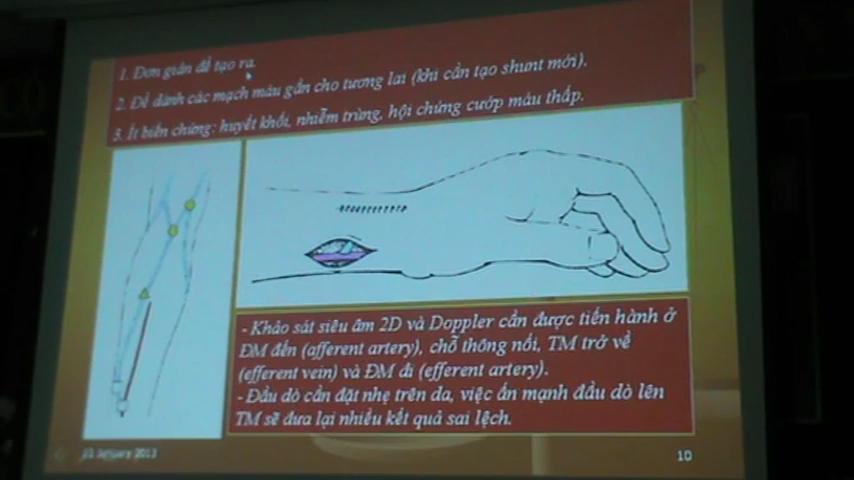 1. Đơn giản để tạo ra.
2. Để dành các mạch máu gần cho tương lai (khi cần tạo shunt mới).
3. Ít biến chứng: huyết khối, nhiễm trùng, hội chứng cướp máu thấp.
- Khảo sát siêu âm 2D và Doppler cần được tiến hành ở
ĐM đến (afferent artery), chỗ thông nối, TM trở về
(efferent vein) và ĐM đi (efferent artery).
- Đầu dò cần đặt nhẹ trên da, việc ấn mạnh đầu dò lên
TM sẽ đưa lại nhiều kết quả sai lệch.
January 2013
10